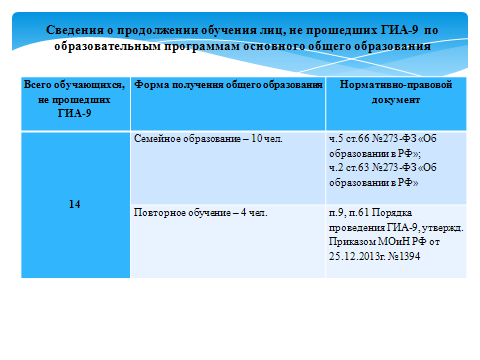 Сведения о продолжении обучения лиц, не прошедших ГИА-9 по
образовательным программам основного общего образования
Всего обучающихся,
не прошедших
ГИА-9
Форма получения общего образования
Нормативно-правовой
документ
14
Семейное образование – 10 чел.
ч.5 ст.66 №273-ФЗ «Об
образовании в РФ»;
ч.2 ст.63 №273-ФЗ «Об
образовании в РФ»
Повторное обучение – 4 чел.
п.9, п.61 Порядка
проведения ГИА-9, утвержд.
Приказом МОиН РФ от
25.12.2013г. №1394